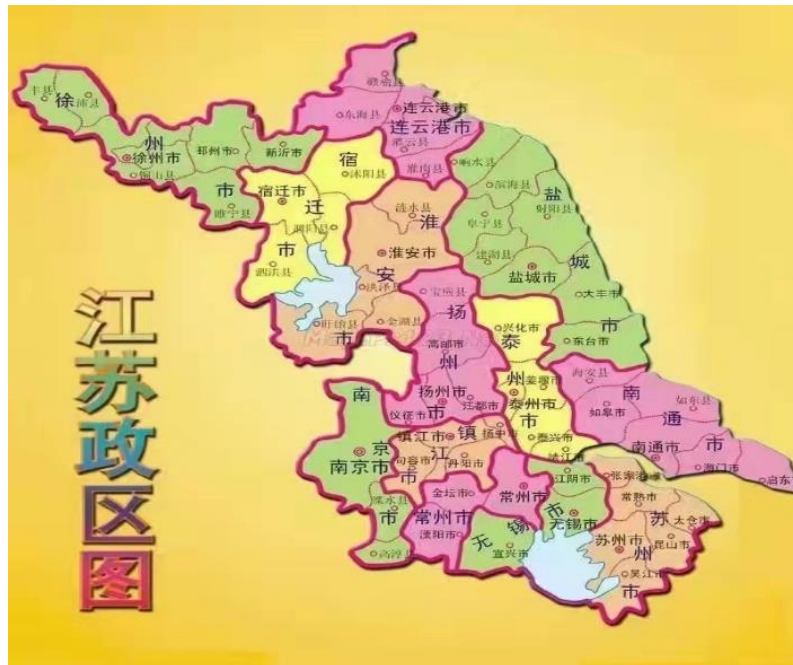 江苏政区图
徐
州
市
丰县
沛县
徐州市
铜山县
邳州市
新沂市
睢宁县
赣榆县
东海县
连云港市
连云港市
灌云县
灌南县
宿
迁
市
沭阳县
宿迁市
泗阳县
泗洪县
淮
安
市
涟水县
淮安市
洪泽县
盱眙县
金湖县
盐
城
市
响水县
滨海县
射阳县
阜宁县
建湖县
盐城市
大丰市
东台市
扬
州
市
宝应县
高邮市
扬州市
江都市
仪征市
泰
州
市
兴化市
姜堰市
泰州市
泰兴市
靖江市
南
通
市
海安县
如东县
如皋市
南通市
海门市
启东
南
京
市
南京市
溧水县
高淳县
镇
江
市
镇江市
扬中市
句容市
丹阳市
常州市
常州市
金坛市
溧阳市
无
锡
市
江阴市
无锡市
宜兴市
苏
州
市
张家港
常熟市
太仓市
苏州市
昆山市
吴江市